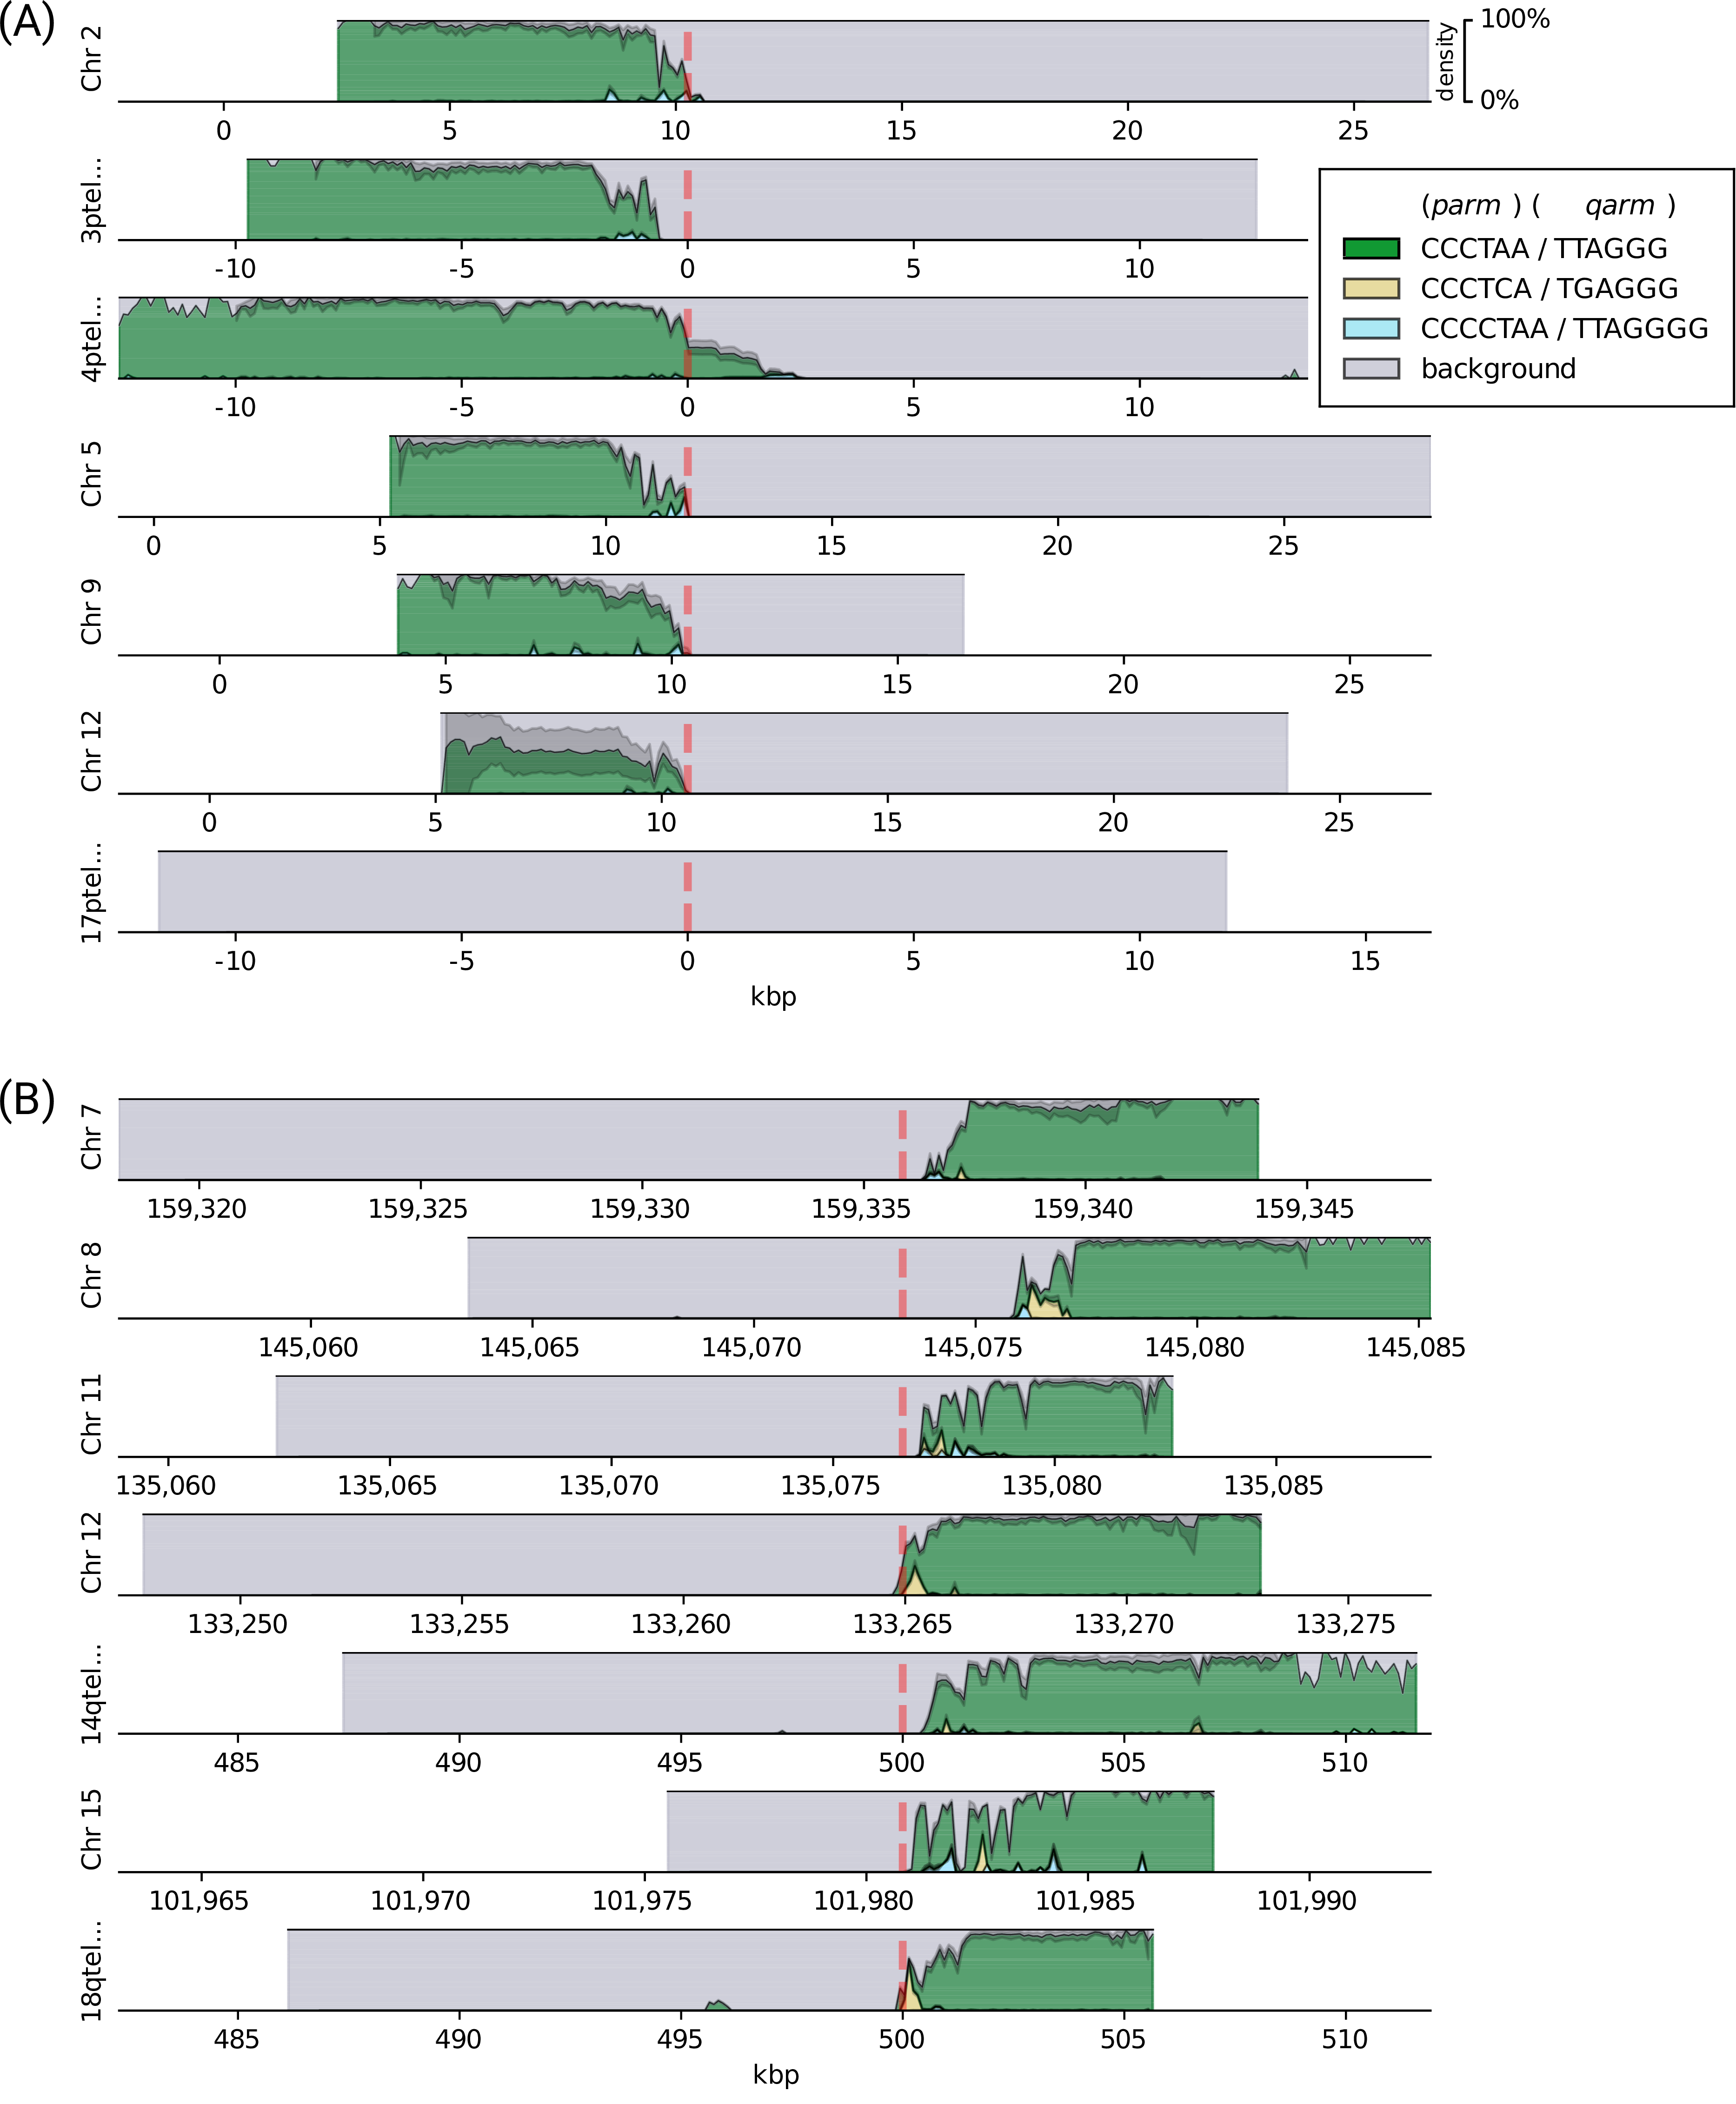 (A)
Chr 2
density
100%
0%
0 5 10 15 20 25
3ptel...
-10 -5 0 5 10
(parm ) ( qarm )
CCCTAA / TTAGGG
CCCTCA / TGAGGG
CCCCTAA / TTAGGGG
background
4ptel...
-10 -5 0 5 10
Chr 5
0 5 10 15 20 25
Chr 9
0 5 10 15 20 25
Chr 12
0 5 10 15 20 25
17ptel...
-10 -5 0 5 10 15
kbp
(B)
Chr 7
159,320 159,325 159,330 159,335 159,340 159,345
Chr 8
145,060 145,065 145,070 145,075 145,080 145,085
Chr 11
135,060 135,065 135,070 135,075 135,080 135,085
Chr 12
133,250 133,255 133,260 133,265 133,270 133,275
14qtel...
485 490 495 500 505 510
Chr 15
101,965 101,970 101,975 101,980 101,985 101,990
18qtel...
485 490 495 500 505 510
kbp